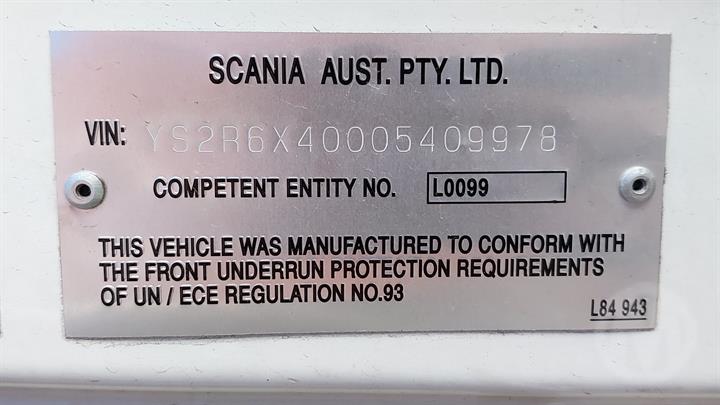 SCANIA AUST. PTY. LTD.
VIN: YS2R6X40005409978
COMPETENT ENTITY NO. L0099
THIS VEHICLE WAS MANUFACTURED TO CONFORM WITH
THE FRONT UNDERRUN PROTECTION REQUIREMENTS
OF UN / ECE REGULATION NO.93
L84 943